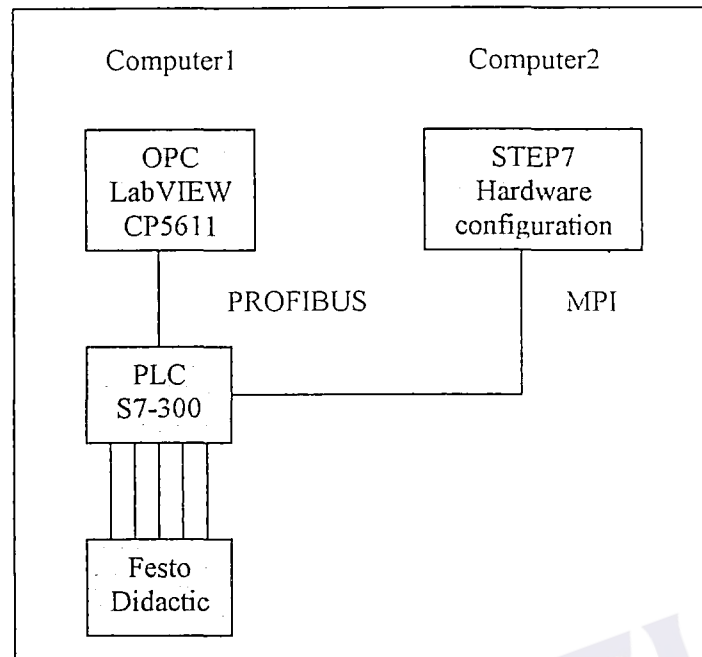 Computer1
Computer2
OPC
LabVIEW
CP5611
STEP7
Hardware
configuration
PROFIBUS
MPI
PLC
S7-300
Festo
Didactic